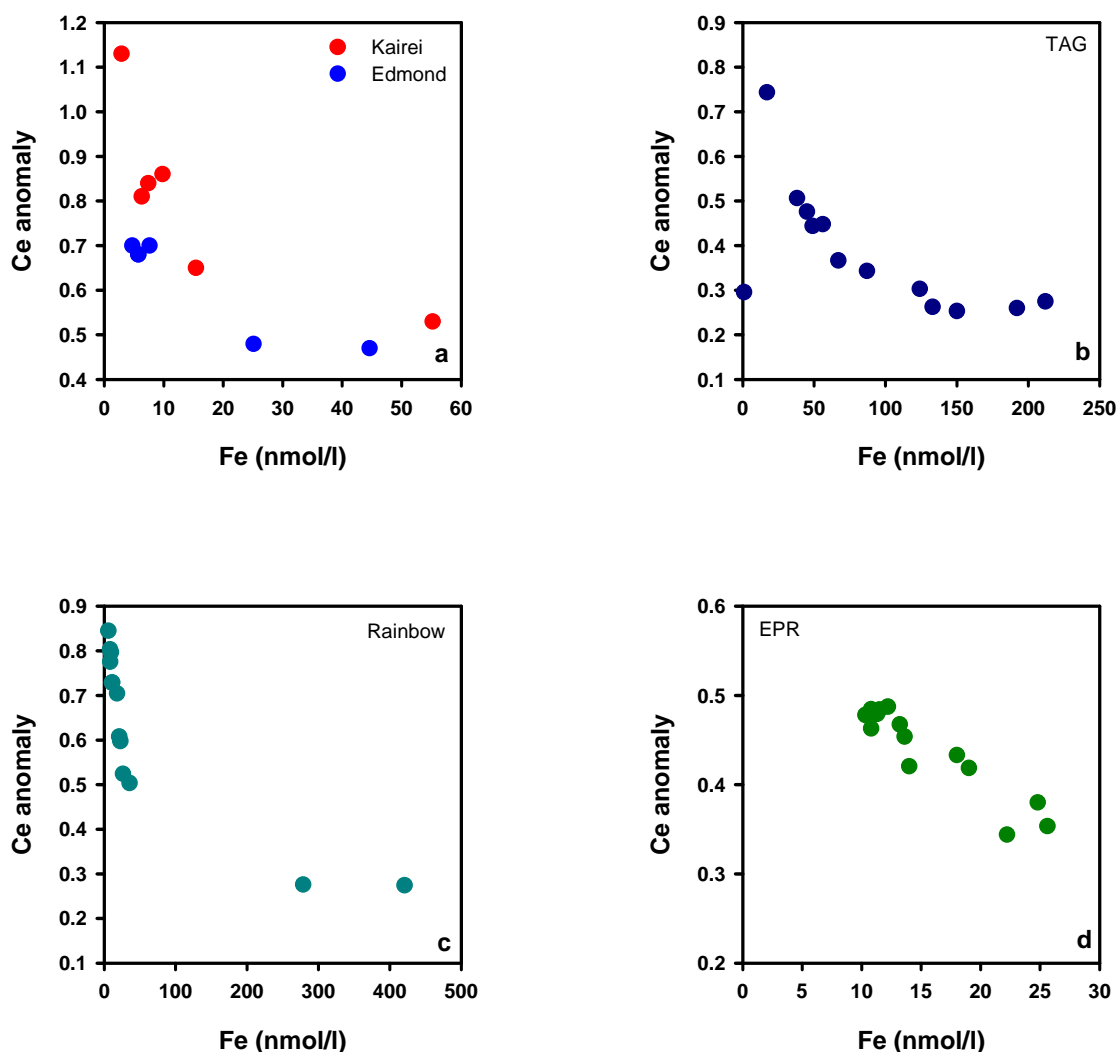 1.2
1.1
1.0
0.9
0.8
0.7
0.6
0.5
0.4
Ce anomaly
Kairei
Edmond
a
0 10 20 30 40 50 60
Fe (nmol/l)
0.9
0.8
0.7
0.6
0.5
0.4
0.3
0.2
0.1
Ce anomaly
TAG
b
0 50 100 150 200 250
Fe (nmol/l)
0.9
0.8
0.7
0.6
0.5
0.4
0.3
0.2
0.1
Ce anomaly
Rainbow
c
0 100 200 300 400 500
Fe (nmol/l)
0.6
0.5
0.4
0.3
0.2
Ce anomaly
EPR
d
0 5 10 15 20 25 30
Fe (nmol/l)